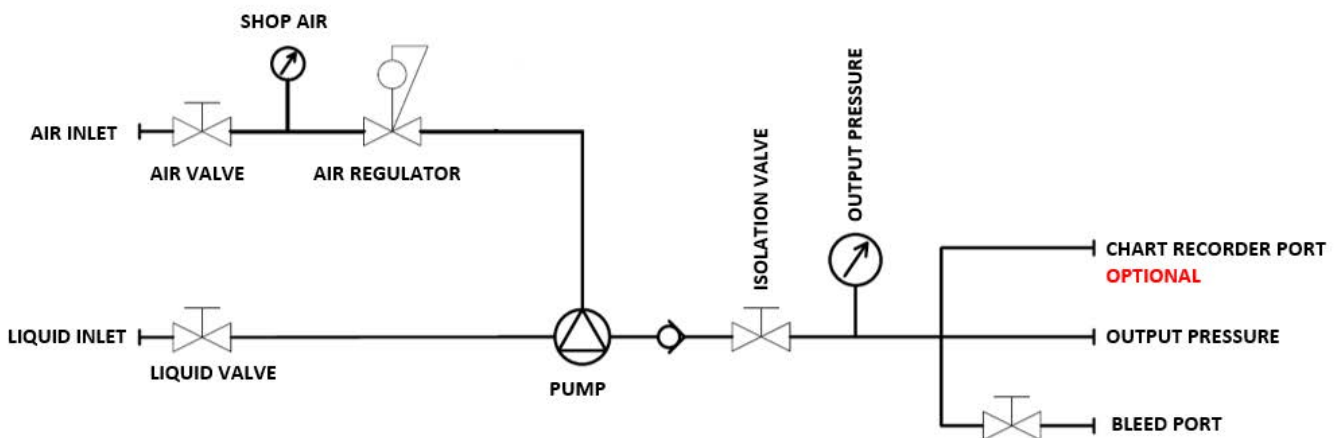 SHOP AIR
AIR INLET
AIR VALVE
AIR REGULATOR
ISOLATION VALVE
OUTPUT PRESSURE
CHART RECORDER PORT
OPTIONAL
LIQUID INLET
LIQUID VALVE
PUMP
OUTPUT PRESSURE
BLEED PORT